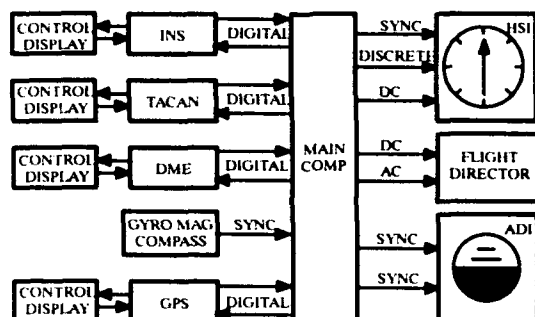 CONTROL
DISPLAY
INS
DIGITAL
SYNC
HSI
DISCRETE
DC
CONTROL
DISPLAY
TACAN
DIGITAL
MAIN
COMP
CONTROL
DISPLAY
DME
DIGITAL
DC
AC
FLIGHT
DIRECTOR
GYRO MAG
COMPASS
SYNC
ADI
SYNC
SYNC
CONTROL
DISPLAY
GPS
DIGITAL